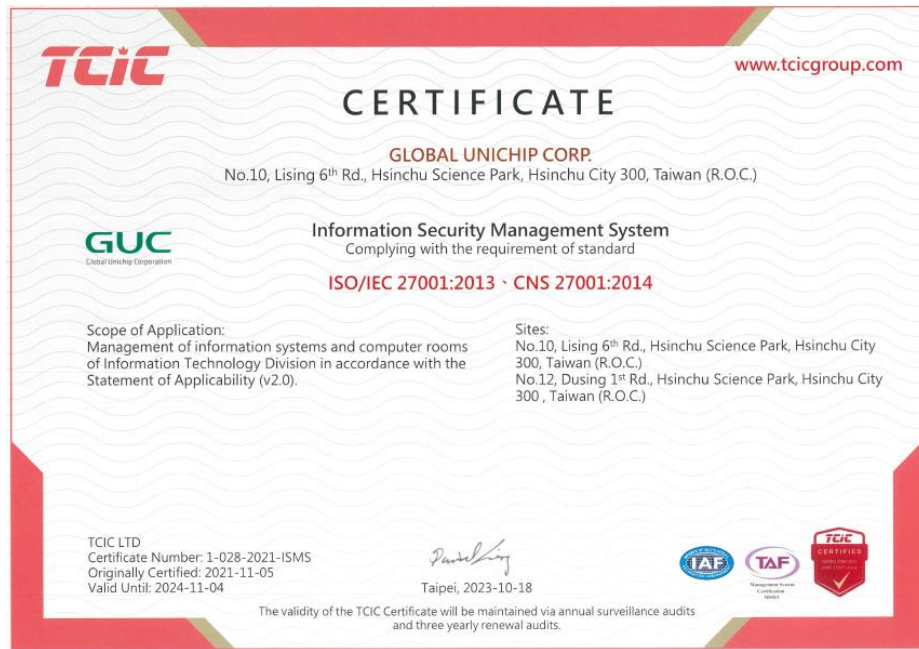 TCIC
www.tcicgroup.com
CERTIFICATE
GLOBAL UNICHIP CORP.
No.10, Lising 6th Rd., Hsinchu Science Park, Hsinchu City 300, Taiwan (R.O.C.)
GUC
Global Unichip Corporation
Information Security Management System
Complying with the requirement of standard
ISO/IEC 27001:2013、CNS 27001:2014
Scope of Application:
Management of information systems and computer rooms
of Information Technology Division in accordance with the
Statement of Applicability (v2.0).
Sites:
No.10, Lising 6th Rd., Hsinchu Science Park, Hsinchu City
300, Taiwan (R.O.C.)
No.12, Dusing 1st Rd., Hsinchu Science Park, Hsinchu City
300 , Taiwan (R.O.C.)
TCIC LTD
Certificate Number: 1-028-2021-ISMS
Originally Certified: 2021-11-05
Valid Until: 2024-11-04
Taipei, 2023-10-18
IAF
TAF
Management System
Certification
TCIC
CERTIFIED
The validity of the TCIC Certificate will be maintained via annual surveillance audits
and three yearly renewal audits.